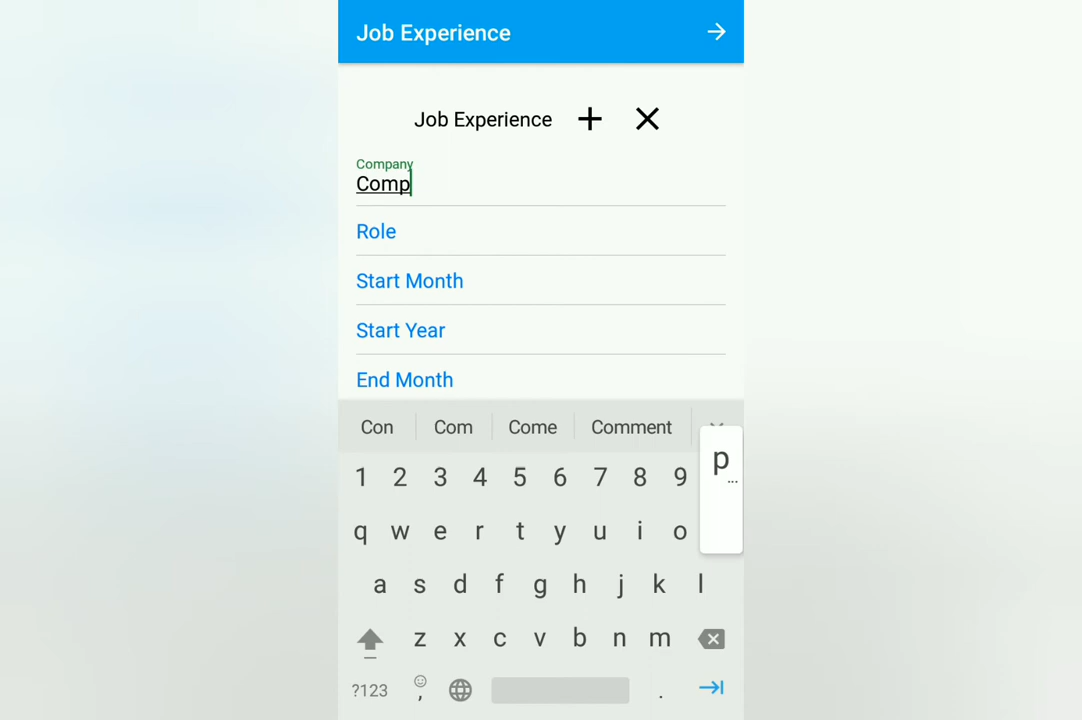 Job Experience
Job Experience
Company
Comp
Role
Start Month
Start Year
End Month
Con Com Come Comment
1 2 3 4 5 6 7 8 9
p
...
q w e r t y u i o
a s d f g h j k l
z x c v b n m
?123 , .